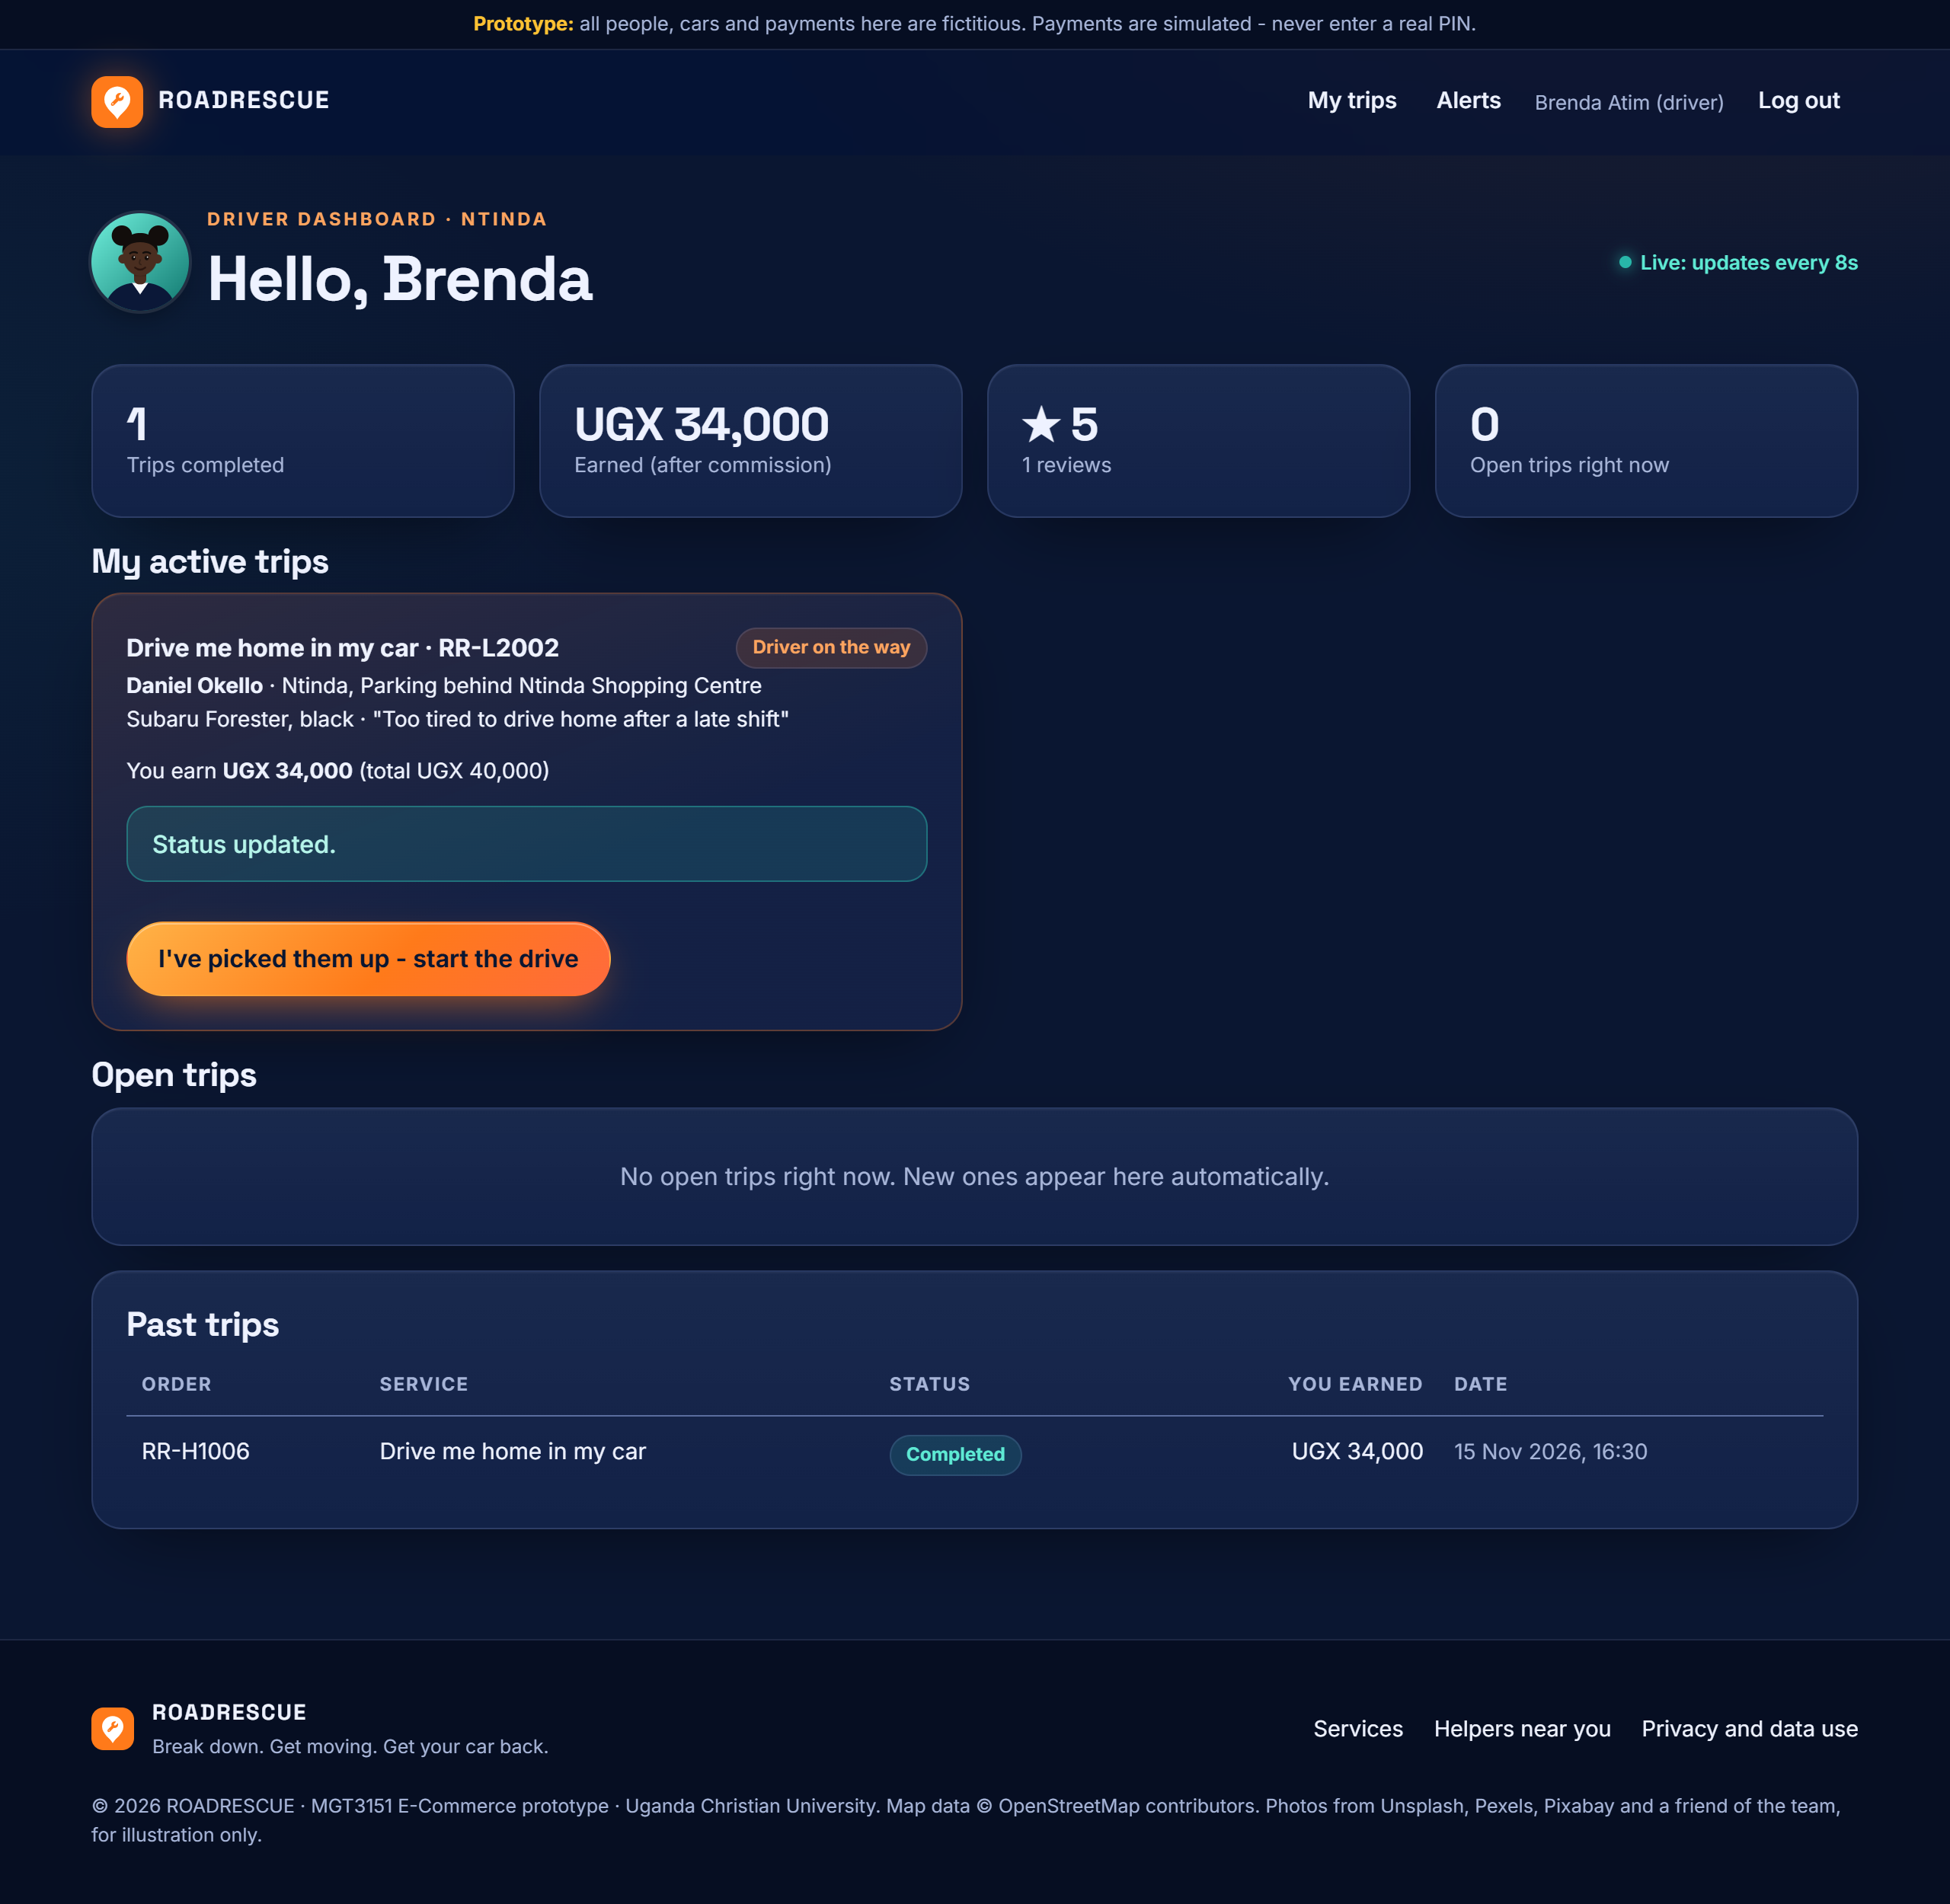 Prototype: all people, cars and payments here are fictitious. Payments are simulated - never enter a real PIN.
ROADRESCUE
My trips
Alerts
Brenda Atim (driver)
Log out
DRIVER DASHBOARD · NTINDA
Hello, Brenda
Live: updates every 8s
1
Trips completed
UGX 34,000
Earned (after commission)
★ 5
1 reviews
0
Open trips right now
My active trips
Drive me home in my car · RR-L2002
Driver on the way
Daniel Okello · Ntinda, Parking behind Ntinda Shopping Centre
Subaru Forester, black · "Too tired to drive home after a late shift"
You earn UGX 34,000 (total UGX 40,000)
Status updated.
I've picked them up - start the drive
Open trips
No open trips right now. New ones appear here automatically.
Past trips
ORDER SERVICE STATUS YOU EARNED DATE
RR-H1006 Drive me home in my car Completed UGX 34,000 15 Nov 2026, 16:30
ROADRESCUE
Break down. Get moving. Get your car back.
Services
Helpers near you
Privacy and data use
© 2026 ROADRESCUE · MGT3151 E-Commerce prototype · Uganda Christian University. Map data © OpenStreetMap contributors. Photos from Unsplash, Pexels, Pixabay and a friend of the team,
for illustration only.